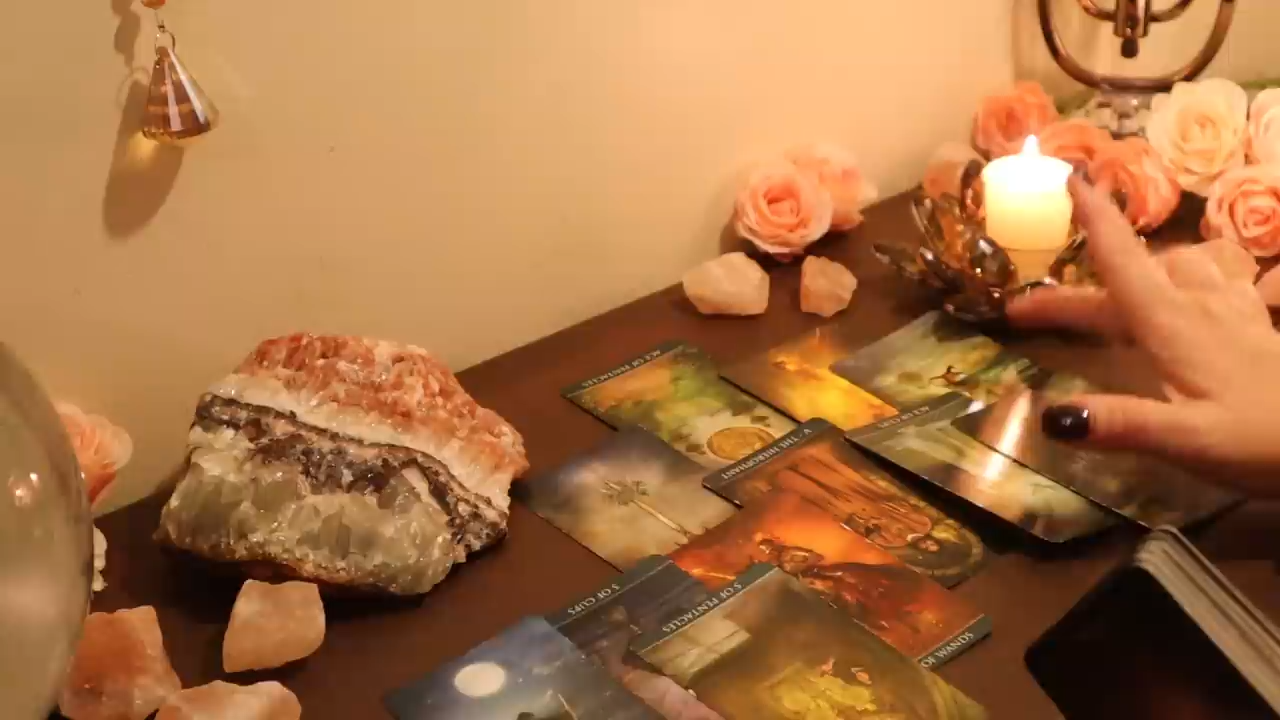 ACE OF PENTACLES
ACE OF CUPS
V - THE HIEROPHANT
5 OF CUPS
5 OF PENTACLES
OF WANDS